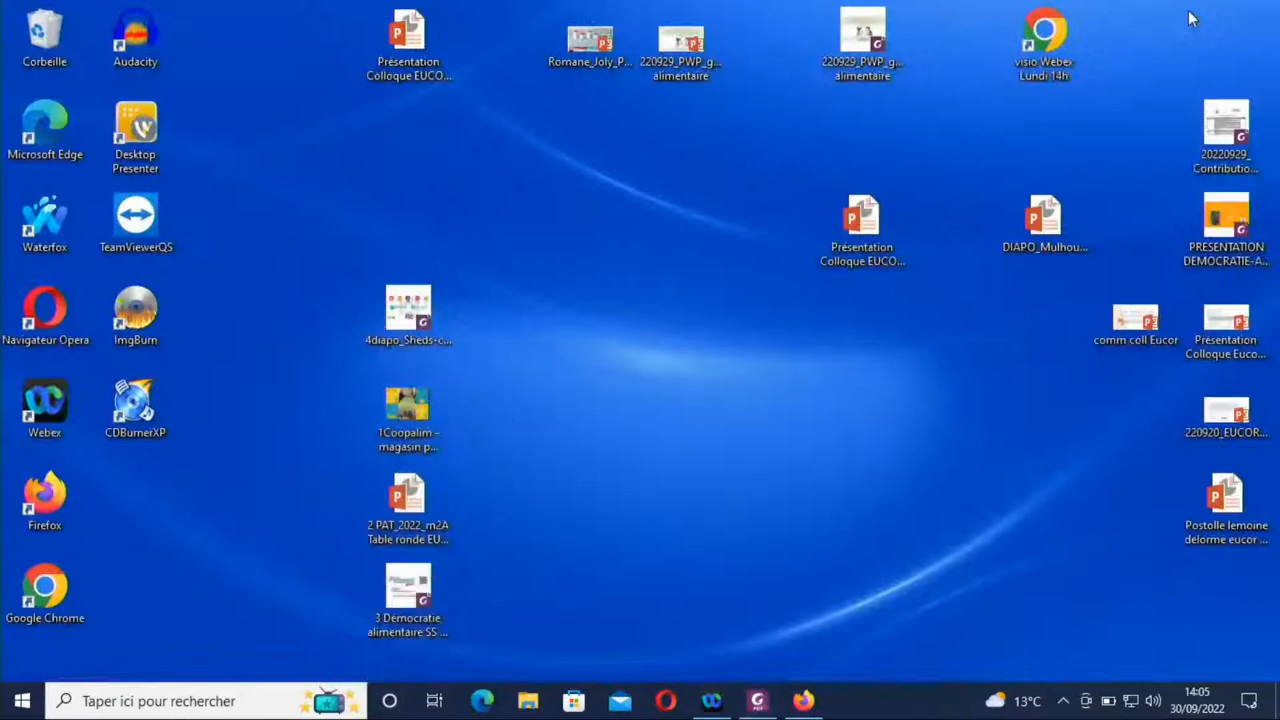 Corbeille
Audacity
Présentation
Colloque EUCO...
Romane_Joly_P...
220929_PWP_g...
alimentaire
220929_PWP_g...
alimentaire
visio Webex
Lundi 14h
Microsoft Edge
Desktop
Presenter
20220929_
Contributio...
Waterfox
TeamViewerQS
Présentation
Colloque EUCO...
DIAPO_Mulhou...
PRESENTATION
DEMOCRATIE-A...
Navigateur Opera
ImgBurn
4diapo_Sheds-c...
comm coll Eucor
Présentation
Colloque Euco...
Webex
CDBurnerXP
1Coopalim -
magasin p...
220920_EUCOR...
Firefox
2 PAT_2022_m2A
Table ronde EU...
Postolle lemoine
delorme eucor ...
Google Chrome
3 Démocratie
alimentaire SS ...
Taper ici pour rechercher
13°C
14:05
30/09/2022